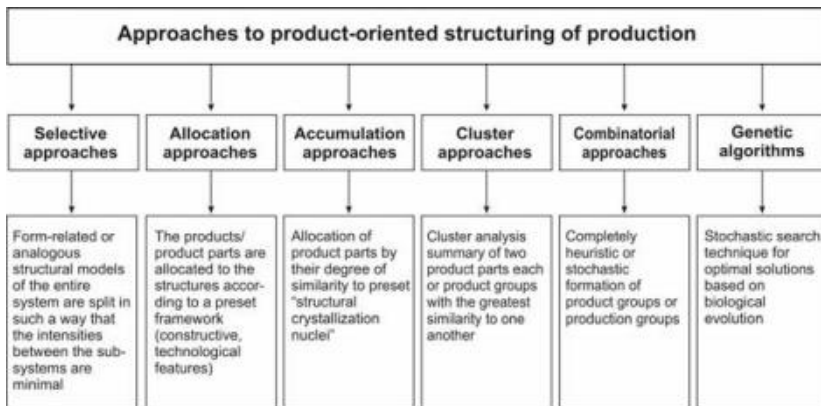 Approaches to product-oriented structuring of production
Selective
approaches
Allocation
approaches
Accumulation
approaches
Cluster
approaches
Combinatorial
approaches
Genetic
algorithms
Form-related or
analogous
structural models
of the entire
system are split in
such a way that
the intensities
between the sub-
systems are
minimal
The products/
product parts are
allocated to the
structures accor-
ding to a preset
framework
(constructive,
technological
features)
Allocation of
product parts by
their degree of
similarity to preset
"structural
crystallization
nuclei"
Cluster analysis
summary of two
product parts each
or product groups
with the greatest
similarity to one
another
Completely
heuristic or
stochastic
formation of
product groups or
production groups
Stochastic search
technique for
optimal solutions
based on
biological
evolution